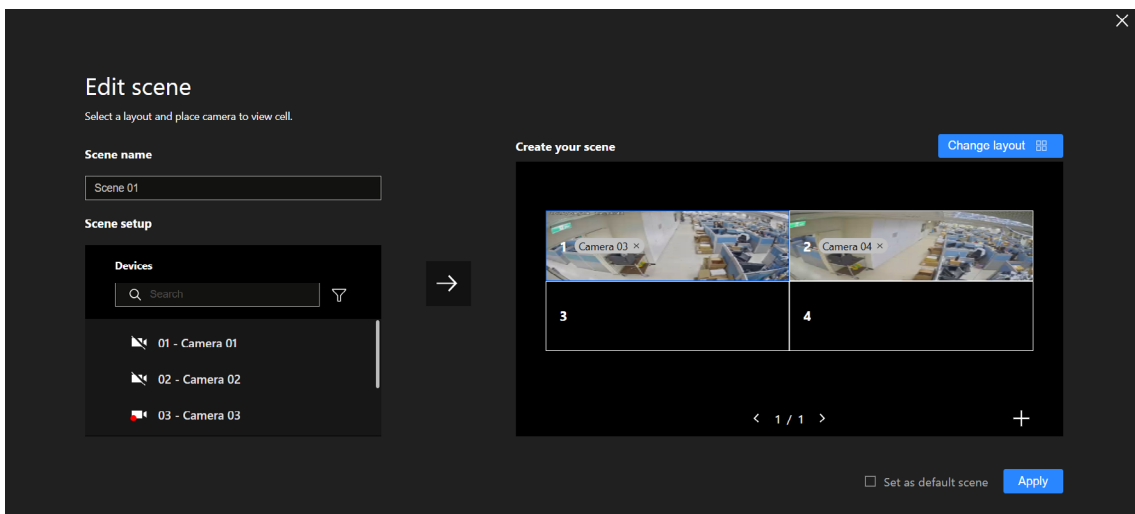 Edit scene
Select a layout and place camera to view cell.
Scene name
Scene 01
Scene setup
Devices
Search
01 - Camera 01
02 - Camera 02
03 - Camera 03
Create your scene
Change layout
1 Camera 03 ×
2 Camera 04 ×
3
4
< 1 / 1 >
Set as default scene
Apply